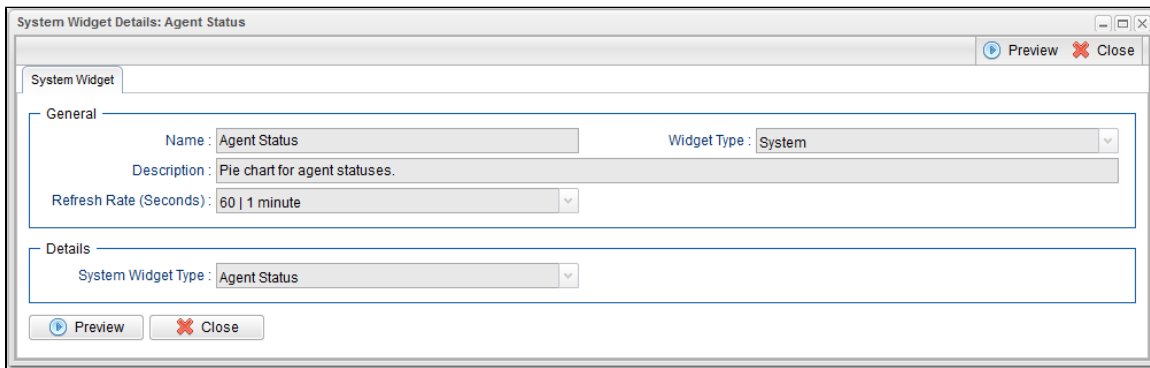 System Widget Details: Agent Status
Preview Close
System Widget
General
Name : Agent Status Widget Type : System
Description : Pie chart for agent statuses.
Refresh Rate (Seconds) : 60 | 1 minute
Details
System Widget Type : Agent Status
Preview Close